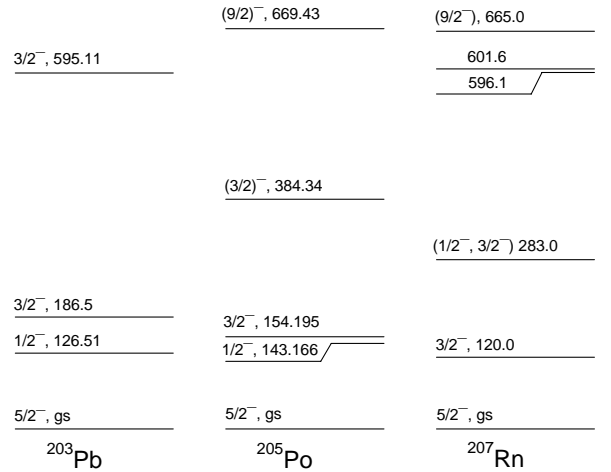 3/2⁻, 595.11
3/2⁻, 186.5
1/2⁻, 126.51
5/2⁻, gs
²⁰³Pb
(9/2)⁻, 669.43
(3/2)⁻, 384.34
3/2⁻, 154.195
1/2⁻, 143.166
5/2⁻, gs
²⁰⁵Po
(9/2⁻), 665.0
601.6
596.1
(1/2⁻, 3/2⁻) 283.0
3/2⁻, 120.0
5/2⁻, gs
²⁰⁷Rn